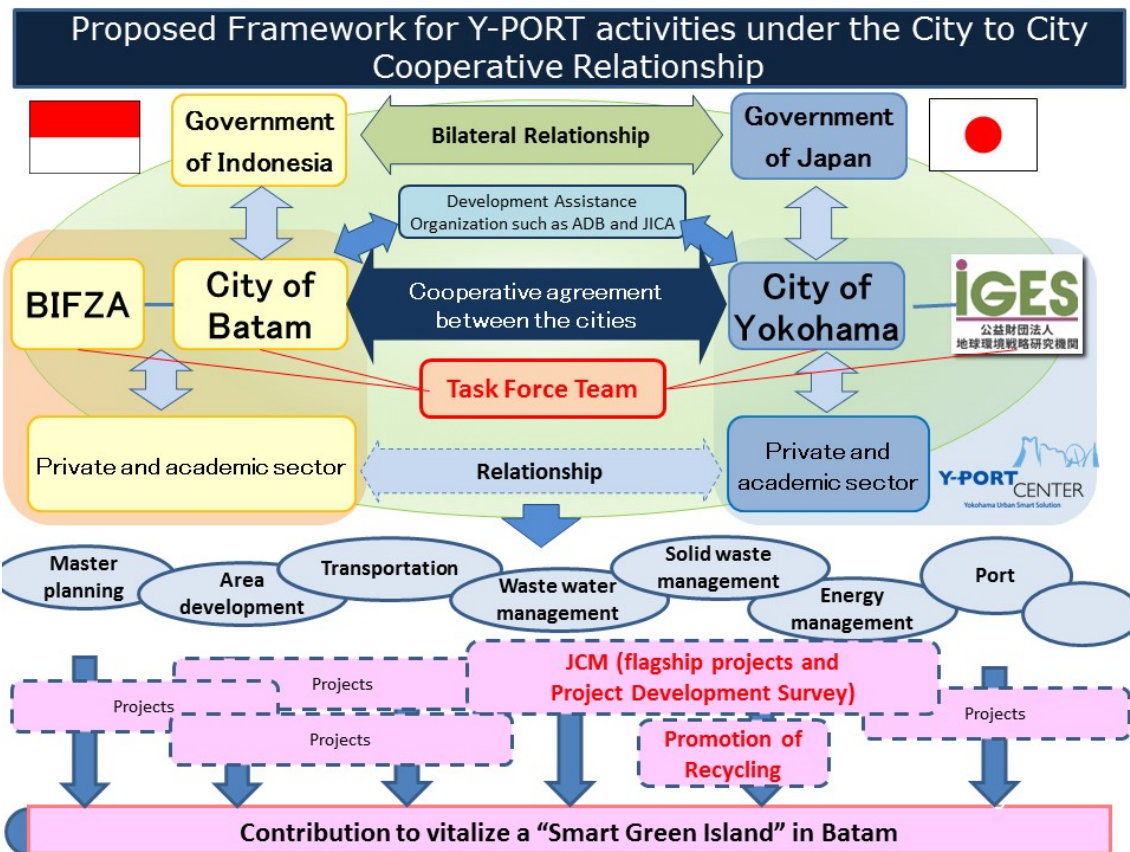 Proposed Framework for Y-PORT activities under the City to City
Cooperative Relationship
Government
of Indonesia
Bilateral Relationship
Government
of Japan
Development Assistance
Organization such as ADB and JICA
BIFZA
City of
Batam
Cooperative agreement
between the cities
City of
Yokohama
iGES
公益財団法人
地球環境戦略研究機関
Task Force Team
Private and academic sector
Relationship
Private and
academic sector
Y-PORT
CENTER
Yokohama Urban Smart Solution
Master
planning
Area
development
Transportation
Waste water
management
Solid waste
management
Energy
management
Port
JCM (flagship projects and
Project Development Survey)
Projects
Projects
Projects
Projects
Promotion of
Recycling
Contribution to vitalize a “Smart Green Island” in Batam